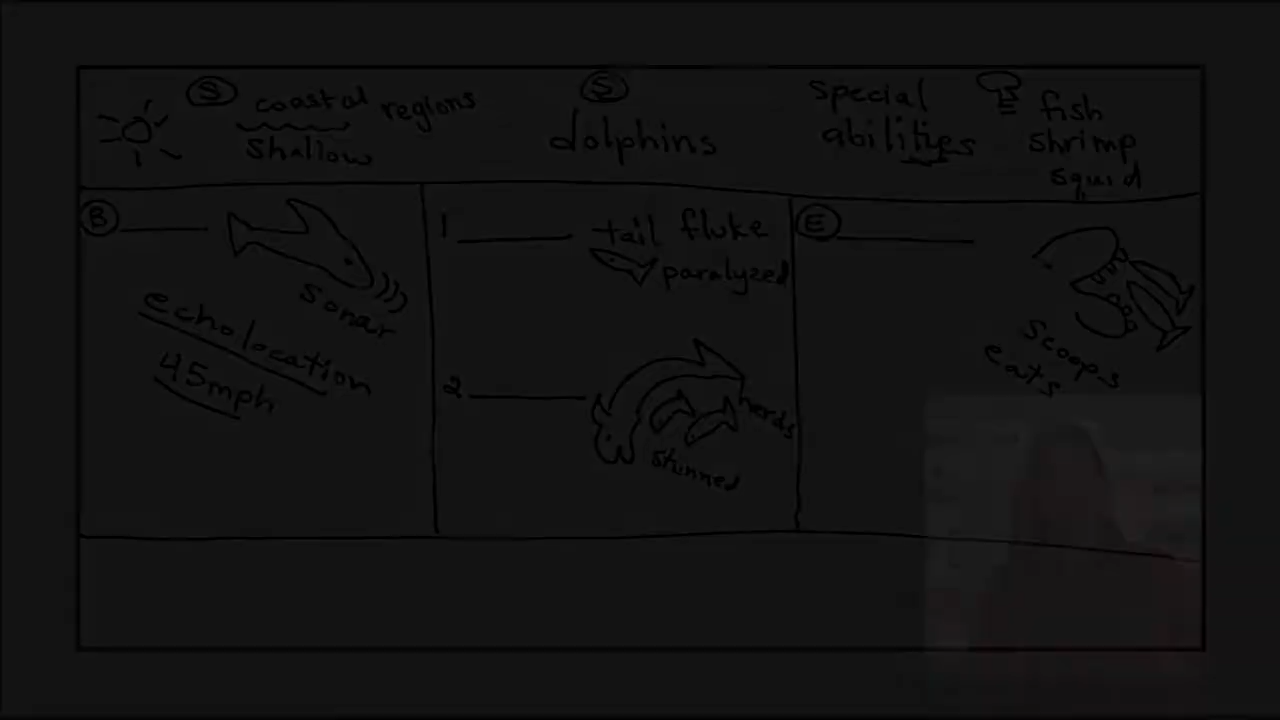 S coastal regions
shallow
S
dolphins
special
abilities
fish
shrimp
squid
B
sonair
echolocation
45mph
1 tail fluke
paralyzed
2
herds
stunned
E
scoops
eats